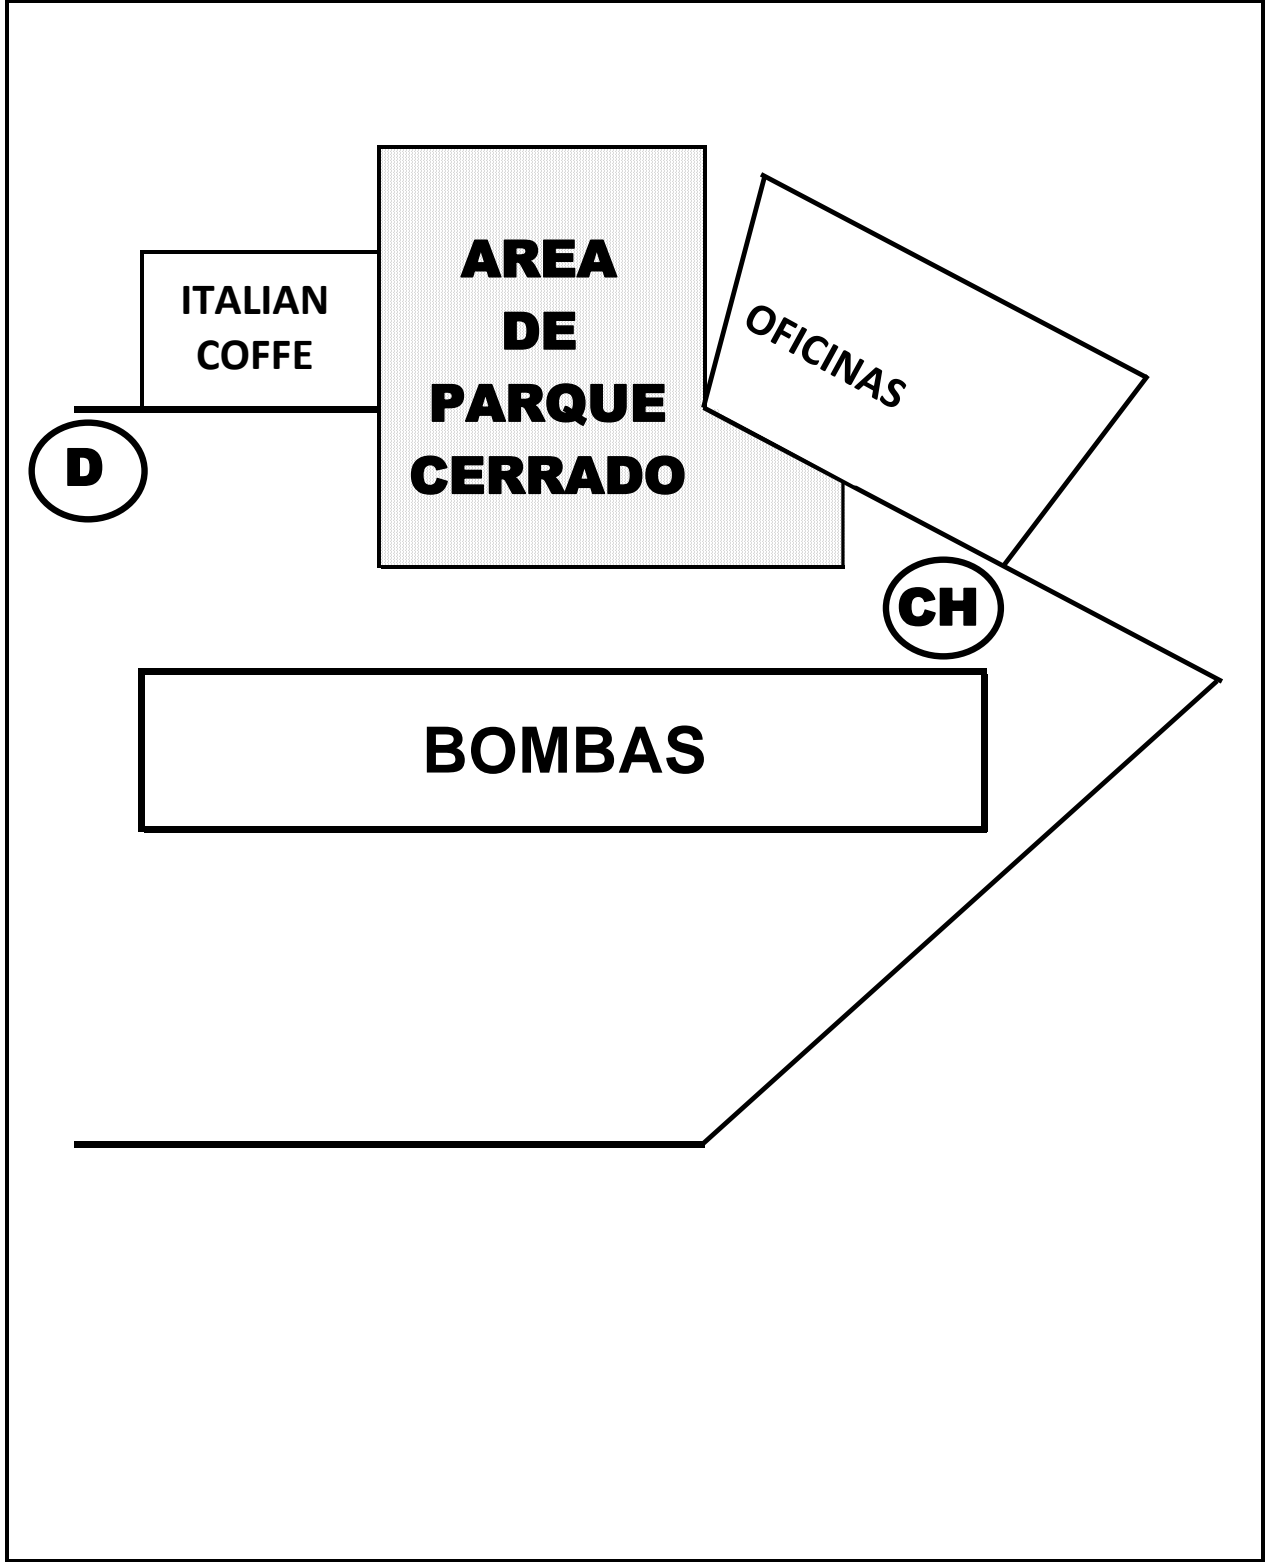 ITALIAN
COFFE
AREA
DE
PARQUE
CERRADO
OFICINAS
D
CH
BOMBAS